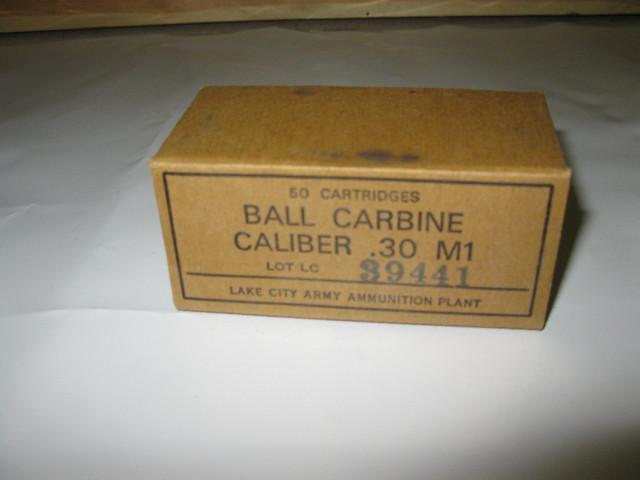 50 CARTRIDGES
BALL CARBINE
CALIBER .30 M1
LOT LC 39441
LAKE CITY ARMY AMMUNITION PLANT